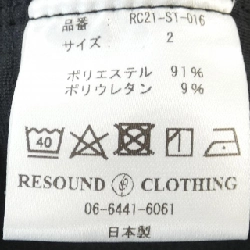 品番 RC21-S1-016
サイズ 2
ポリエステル 91%
ポリウレタン 9%
40
RESOUND CLOTHING
06-6441-6061
日本製